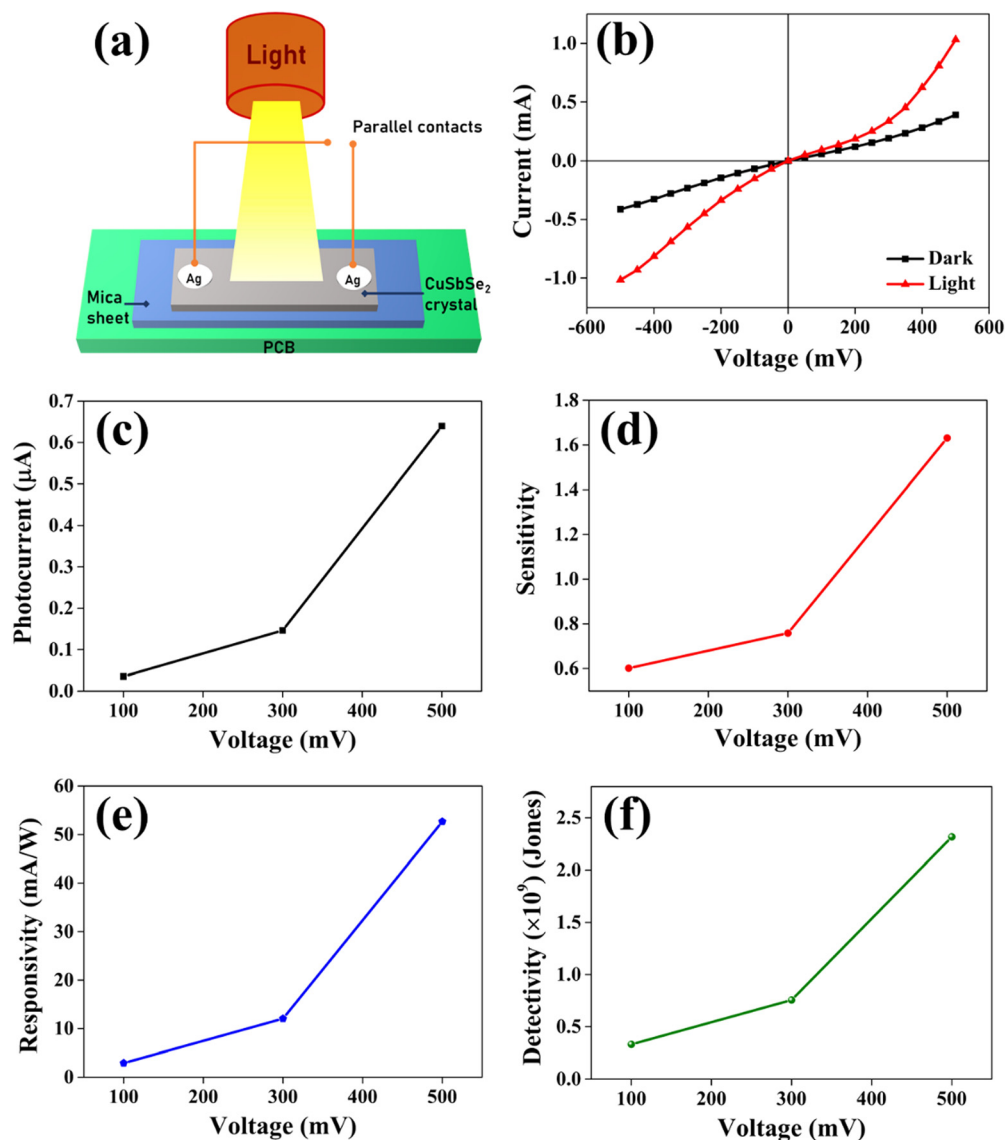 (a)
Light
Parallel contacts
Ag
Ag
Mica
sheet
CuSbSe₂
crystal
PCB
(b)
Current (mA)
1.0
0.5
0.0
-0.5
-1.0
-600 -400 -200 0 200 400 600
Voltage (mV)
Dark
Light
(c)
Photocurrent (μA)
0.7
0.6
0.5
0.4
0.3
0.2
0.1
0.0
100 200 300 400 500
Voltage (mV)
(d)
Sensitivity
1.8
1.6
1.4
1.2
1.0
0.8
0.6
100 200 300 400 500
Voltage (mV)
(e)
Responsivity (mA/W)
60
50
40
30
20
10
0
100 200 300 400 500
Voltage (mV)
(f)
Detectivity (×10⁹) (Jones)
2.5
2.0
1.5
1.0
0.5
0.0
100 200 300 400 500
Voltage (mV)